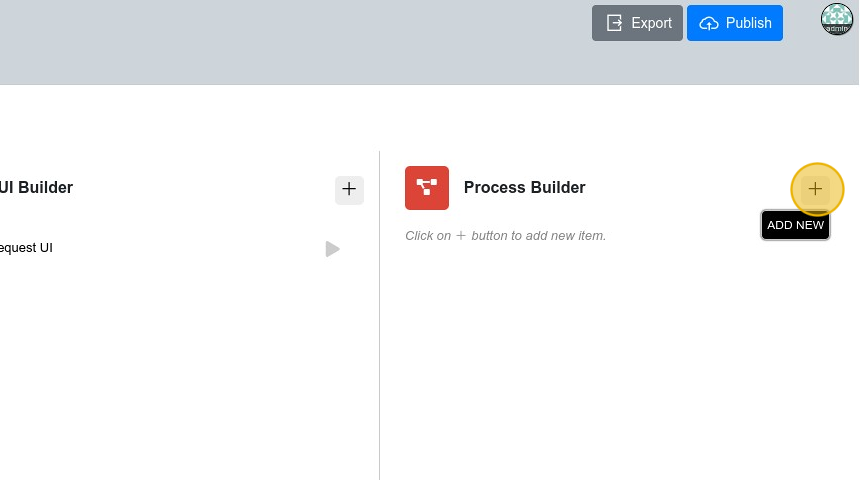 Export
Publish
admin
UI Builder
Process Builder
ADD NEW
Click on + button to add new item.
equest UI